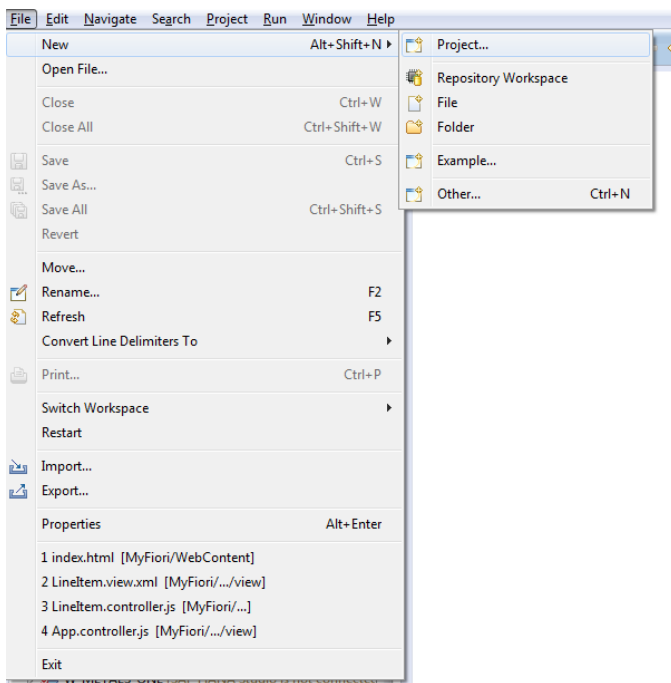 File Edit Navigate Search Project Run Window Help
New Alt+Shift+N
Project...
Open File...
Repository Workspace
Close Ctrl+W
File
Close All Ctrl+Shift+W
Folder
Save Ctrl+S
Example...
Save As...
Other... Ctrl+N
Save All Ctrl+Shift+S
Revert
Move...
Rename... F2
Refresh F5
Convert Line Delimiters To
Print... Ctrl+P
Switch Workspace
Restart
Import...
Export...
Properties Alt+Enter
1 index.html [MyFiori/WebContent]
2 LineItem.view.xml [MyFiori/.../view]
3 LineItem.controller.js [MyFiori/...]
4 App.controller.js [MyFiori/.../view]
Exit